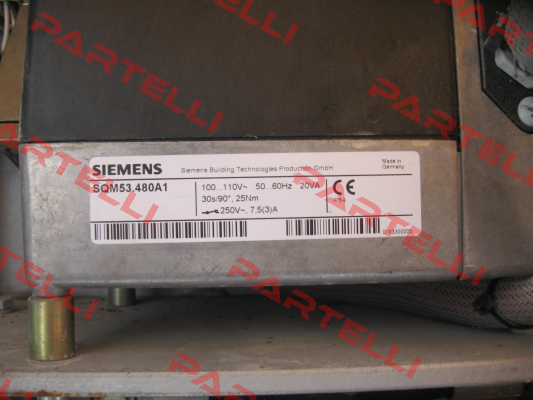 SIEMENS
Siemens Building Technologies Production GmbH
Made in
Germany
SQM53.480A1
100...110V~ 50...60Hz 20VA
30s/90°, 25Nm
250V~, 7,5(3)A
CE
IP54
PARTELLI
PARTELLI
PARTELLI
PARTELLI
PARTELLI
PARTELLI
PARTELLI